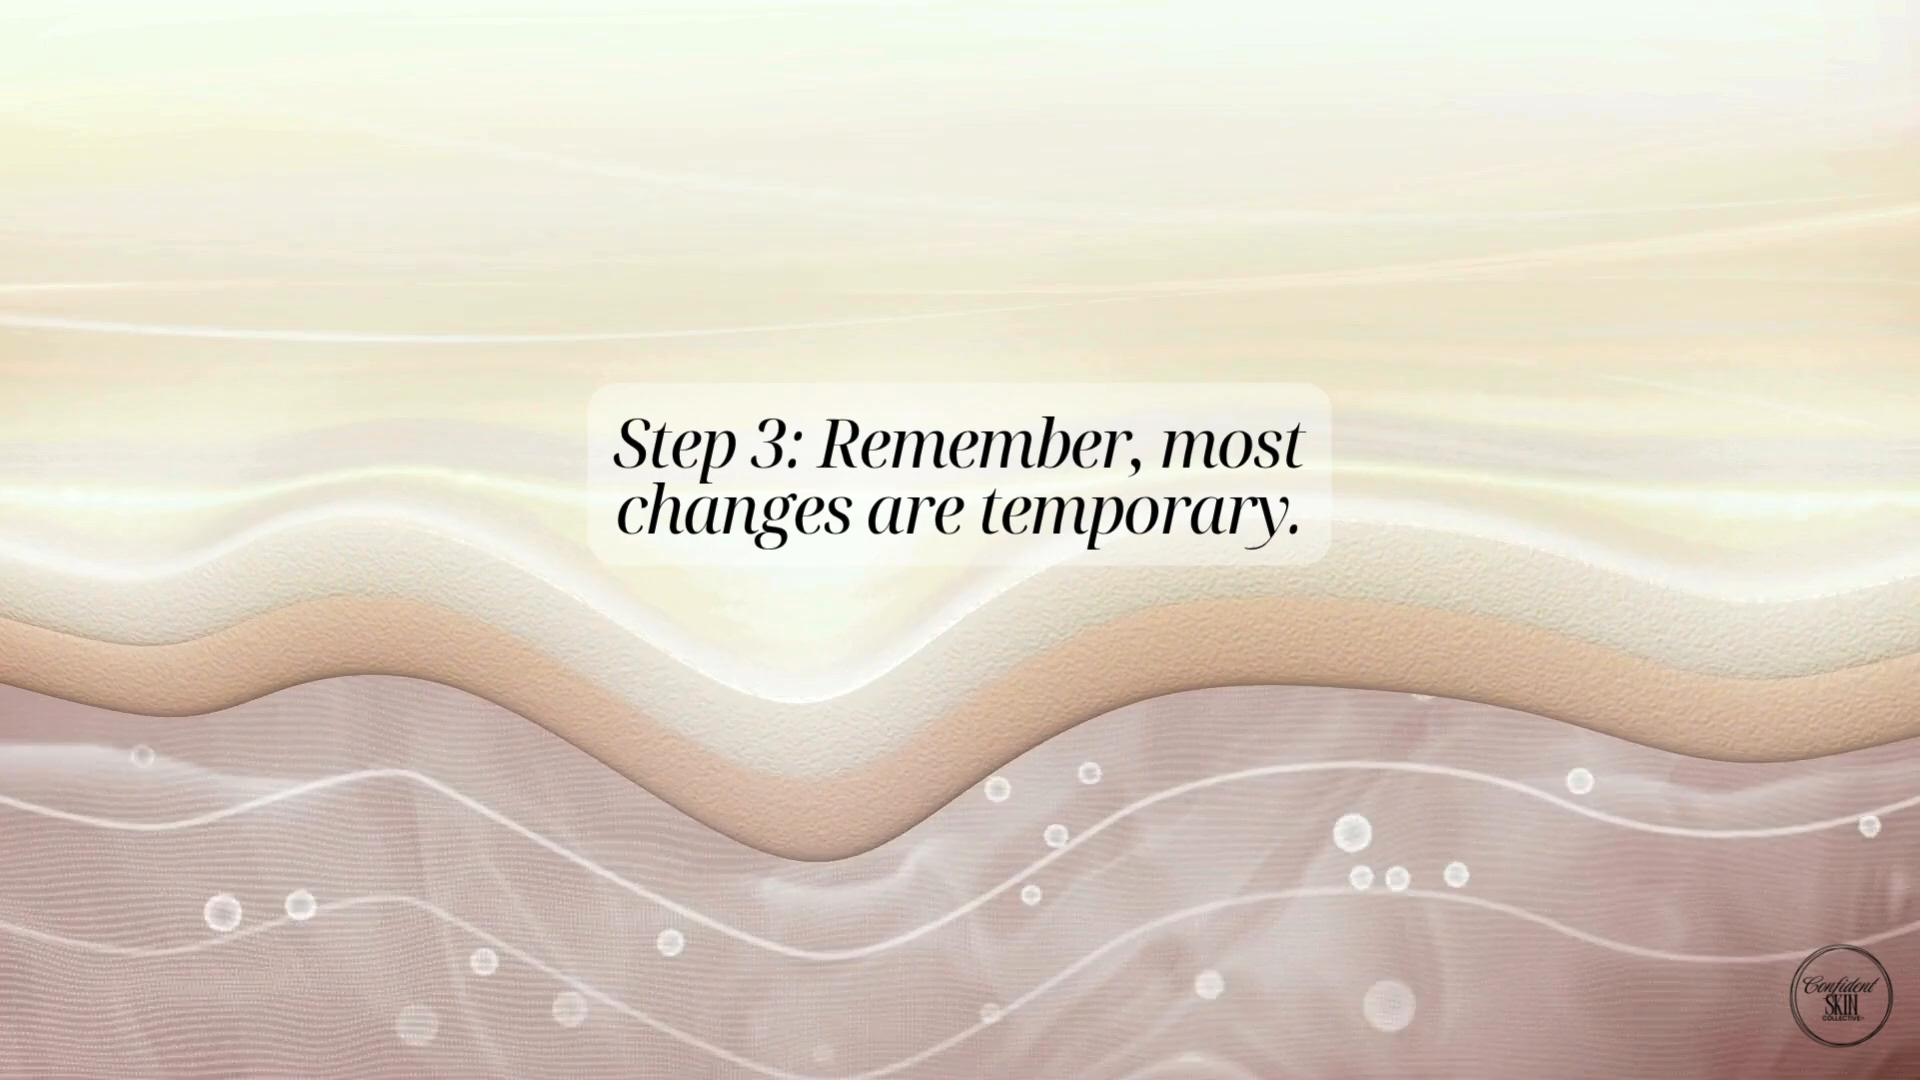 Step 3: Remember, most
changes are temporary.
Confident
SKIN
COLLECTIVE